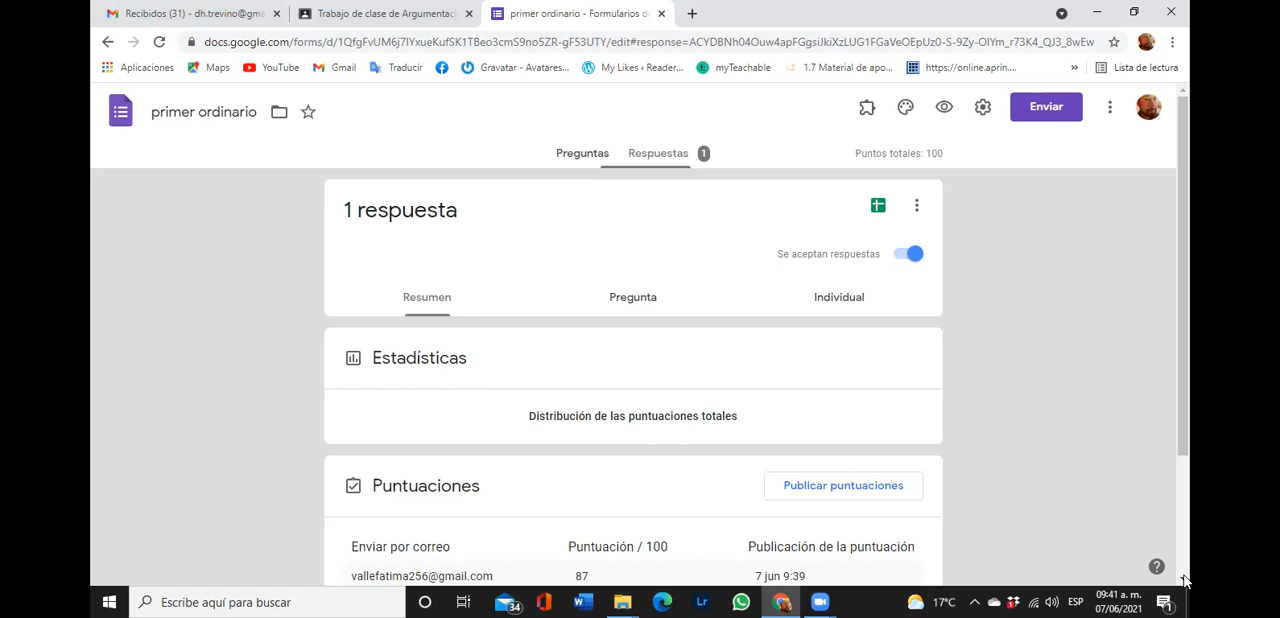 Recibidos (31) - dh.trevino@gma
Trabajo de clase de Argumentac
primer ordinario - Formularios de
docs.google.com/forms/d/1QfgFvUM6j7IYxueKufSK1TBeo3cmS9no5ZR-gF53UTY/edit#response=ACYDBNh04Ouw4apFGgsiJkiXzLUG1FGaVeOEpUz0-S-9Zy-OIYm_r73K4_QJ3_8wEw
Aplicaciones
Maps
YouTube
Gmail
Traducir
Gravatar - Avatares...
My Likes ‹ Reader...
myTeachable
1.7 Material de apo...
https://online.aprin....
»
Lista de lectura
primer ordinario
Enviar
Preguntas
Respuestas 1
Puntos totales: 100
1 respuesta
Se aceptan respuestas
Resumen
Pregunta
Individual
Estadísticas
Distribución de las puntuaciones totales
Puntuaciones
Publicar puntuaciones
Enviar por correo
Puntuación / 100
Publicación de la puntuación
vallefatima256@gmail.com
87
7 jun 9:39
Escribe aquí para buscar
34
Lr
17°C
ESP
09:41 a. m.
07/06/2021
1